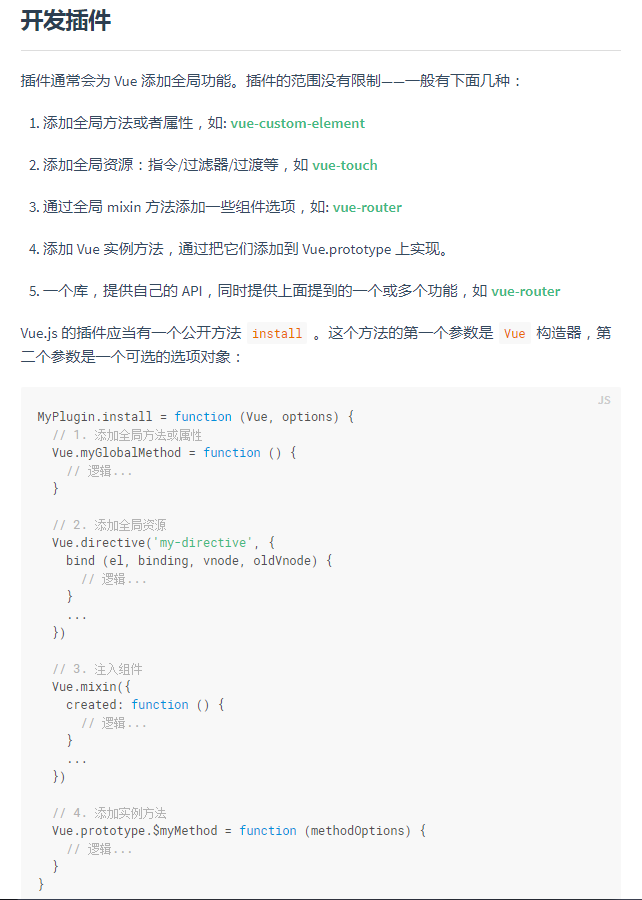 开发插件
插件通常会为 Vue 添加全局功能。插件的范围没有限制——一般有下面几种：
1. 添加全局方法或者属性，如: vue-custom-element
2. 添加全局资源：指令/过滤器/过渡等，如 vue-touch
3. 通过全局 mixin 方法添加一些组件选项，如: vue-router
4. 添加 Vue 实例方法，通过把它们添加到 Vue.prototype 上实现。
5. 一个库，提供自己的 API，同时提供上面提到的一个或多个功能，如 vue-router
Vue.js 的插件应当有一个公开方法 install 。这个方法的第一个参数是 Vue 构造器，第
二个参数是一个可选的选项对象：
JS
MyPlugin.install = function (Vue, options) {
  // 1. 添加全局方法或属性
  Vue.myGlobalMethod = function () {
    // 逻辑...
  }

  // 2. 添加全局资源
  Vue.directive('my-directive', {
    bind (el, binding, vnode, oldVnode) {
      // 逻辑...
    }
    ...
  })

  // 3. 注入组件
  Vue.mixin({
    created: function () {
      // 逻辑...
    }
    ...
  })

  // 4. 添加实例方法
  Vue.prototype.$myMethod = function (methodOptions) {
    // 逻辑...
  }
}